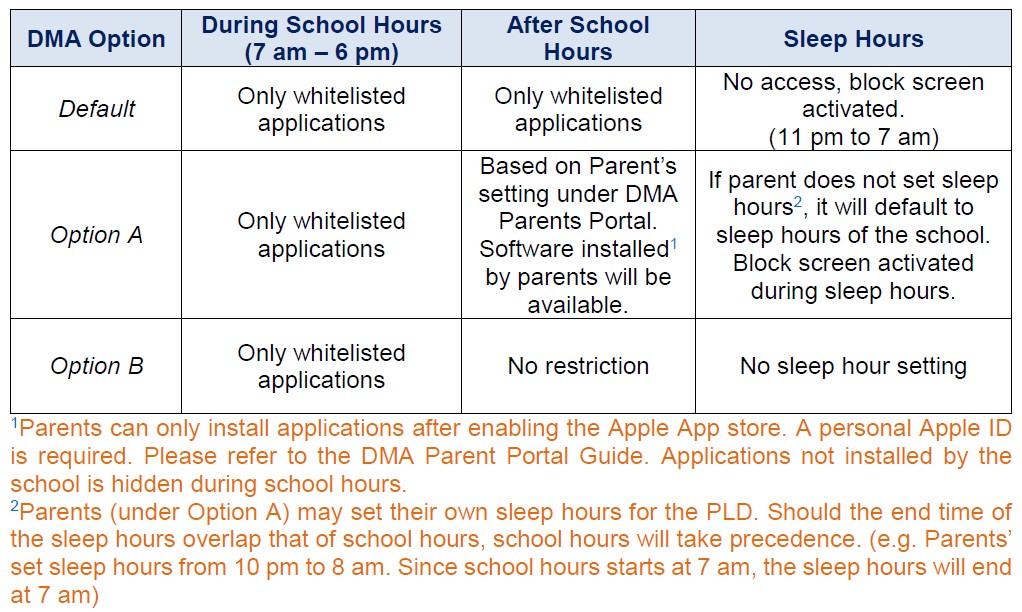 DMA Option
During School Hours
(7 am – 6 pm)
After School
Hours
Sleep Hours
Default
Only whitelisted
applications
Only whitelisted
applications
No access, block screen
activated.
(11 pm to 7 am)
Option A
Only whitelisted
applications
Based on Parent’s
setting under DMA
Parents Portal.
Software installed1
by parents will be
available.
If parent does not set sleep
hours2, it will default to
sleep hours of the school.
Block screen activated
during sleep hours.
Option B
Only whitelisted
applications
No restriction
No sleep hour setting
1Parents can only install applications after enabling the Apple App store. A personal Apple ID
is required. Please refer to the DMA Parent Portal Guide. Applications not installed by the
school is hidden during school hours.
2Parents (under Option A) may set their own sleep hours for the PLD. Should the end time of
the sleep hours overlap that of school hours, school hours will take precedence. (e.g. Parents’
set sleep hours from 10 pm to 8 am. Since school hours starts at 7 am, the sleep hours will end
at 7 am)